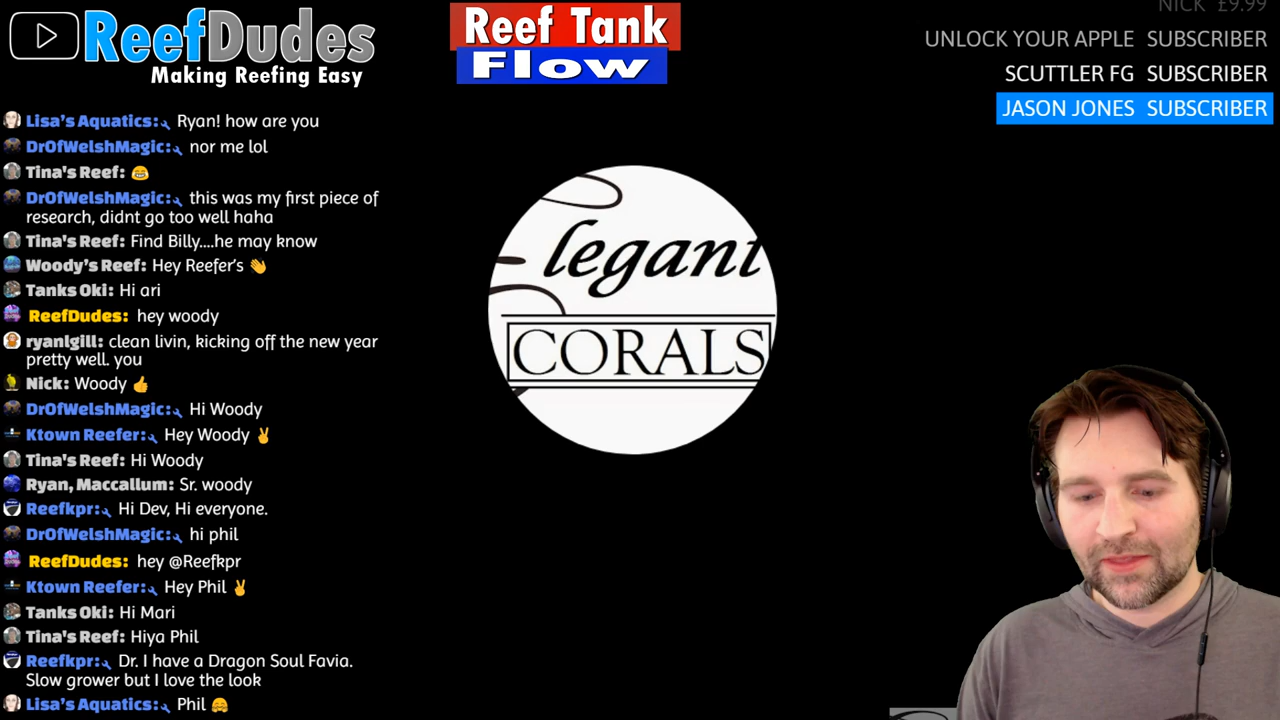 ReefDudes
Making Reefing Easy
Reef Tank
Flow
NICK £9.99
UNLOCK YOUR APPLE SUBSCRIBER
SCUTTLER FG SUBSCRIBER
JASON JONES SUBSCRIBER
Lisa's Aquatics: Ryan! how are you
DrOfWelshMagic: nor me lol
Tina's Reef: 😂
DrOfWelshMagic: this was my first piece of
research, didnt go too well haha
Tina's Reef: Find Billy....he may know
Woody's Reef: Hey Reefer's 👋
Tanks Oki: Hi ari
ReefDudes: hey woody
ryanlgill: clean livin, kicking off the new year
pretty well. you
Nick: Woody 👍
DrOfWelshMagic: Hi Woody
Ktown Reefer: Hey Woody ✌
Tina's Reef: Hi Woody
Ryan, Maccallum: Sr. woody
Reefkpr: Hi Dev, Hi everyone.
DrOfWelshMagic: hi phil
ReefDudes: hey @Reefkpr
Ktown Reefer: Hey Phil ✌
Tanks Oki: Hi Mari
Tina's Reef: Hiya Phil
Reefkpr: Dr. I have a Dragon Soul Favia.
Slow grower but I love the look
Lisa's Aquatics: Phil 🤗
Elegant
CORALS